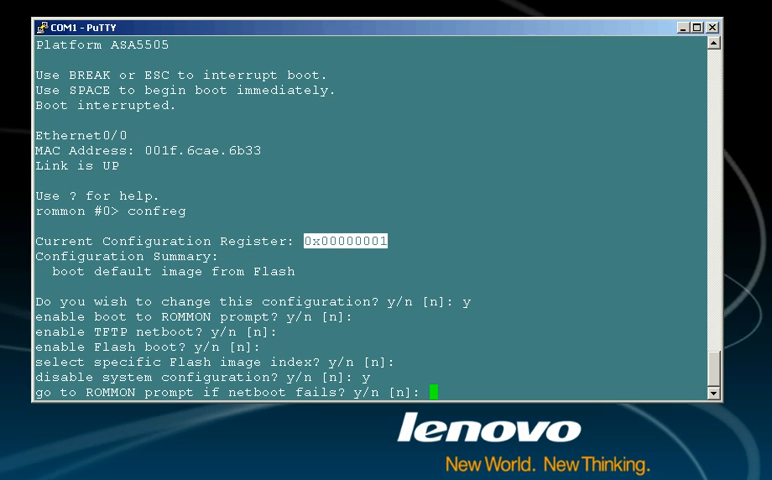 COM1 - PuTTY
Platform ASA5505
Use BREAK or ESC to interrupt boot.
Use SPACE to begin boot immediately.
Boot interrupted.
Ethernet0/0
MAC Address: 001f.6cae.6b33
Link is UP
Use ? for help.
rommon #0> confreg
Current Configuration Register: 0x00000001
Configuration Summary:
boot default image from Flash
Do you wish to change this configuration? y/n [n]: y
enable boot to ROMMON prompt? y/n [n]:
enable TFTP netboot? y/n [n]:
enable Flash boot? y/n [n]:
select specific Flash image index? y/n [n]:
disable system configuration? y/n [n]: y
go to ROMMON prompt if netboot fails? y/n [n]:
lenovo
New World. New Thinking.